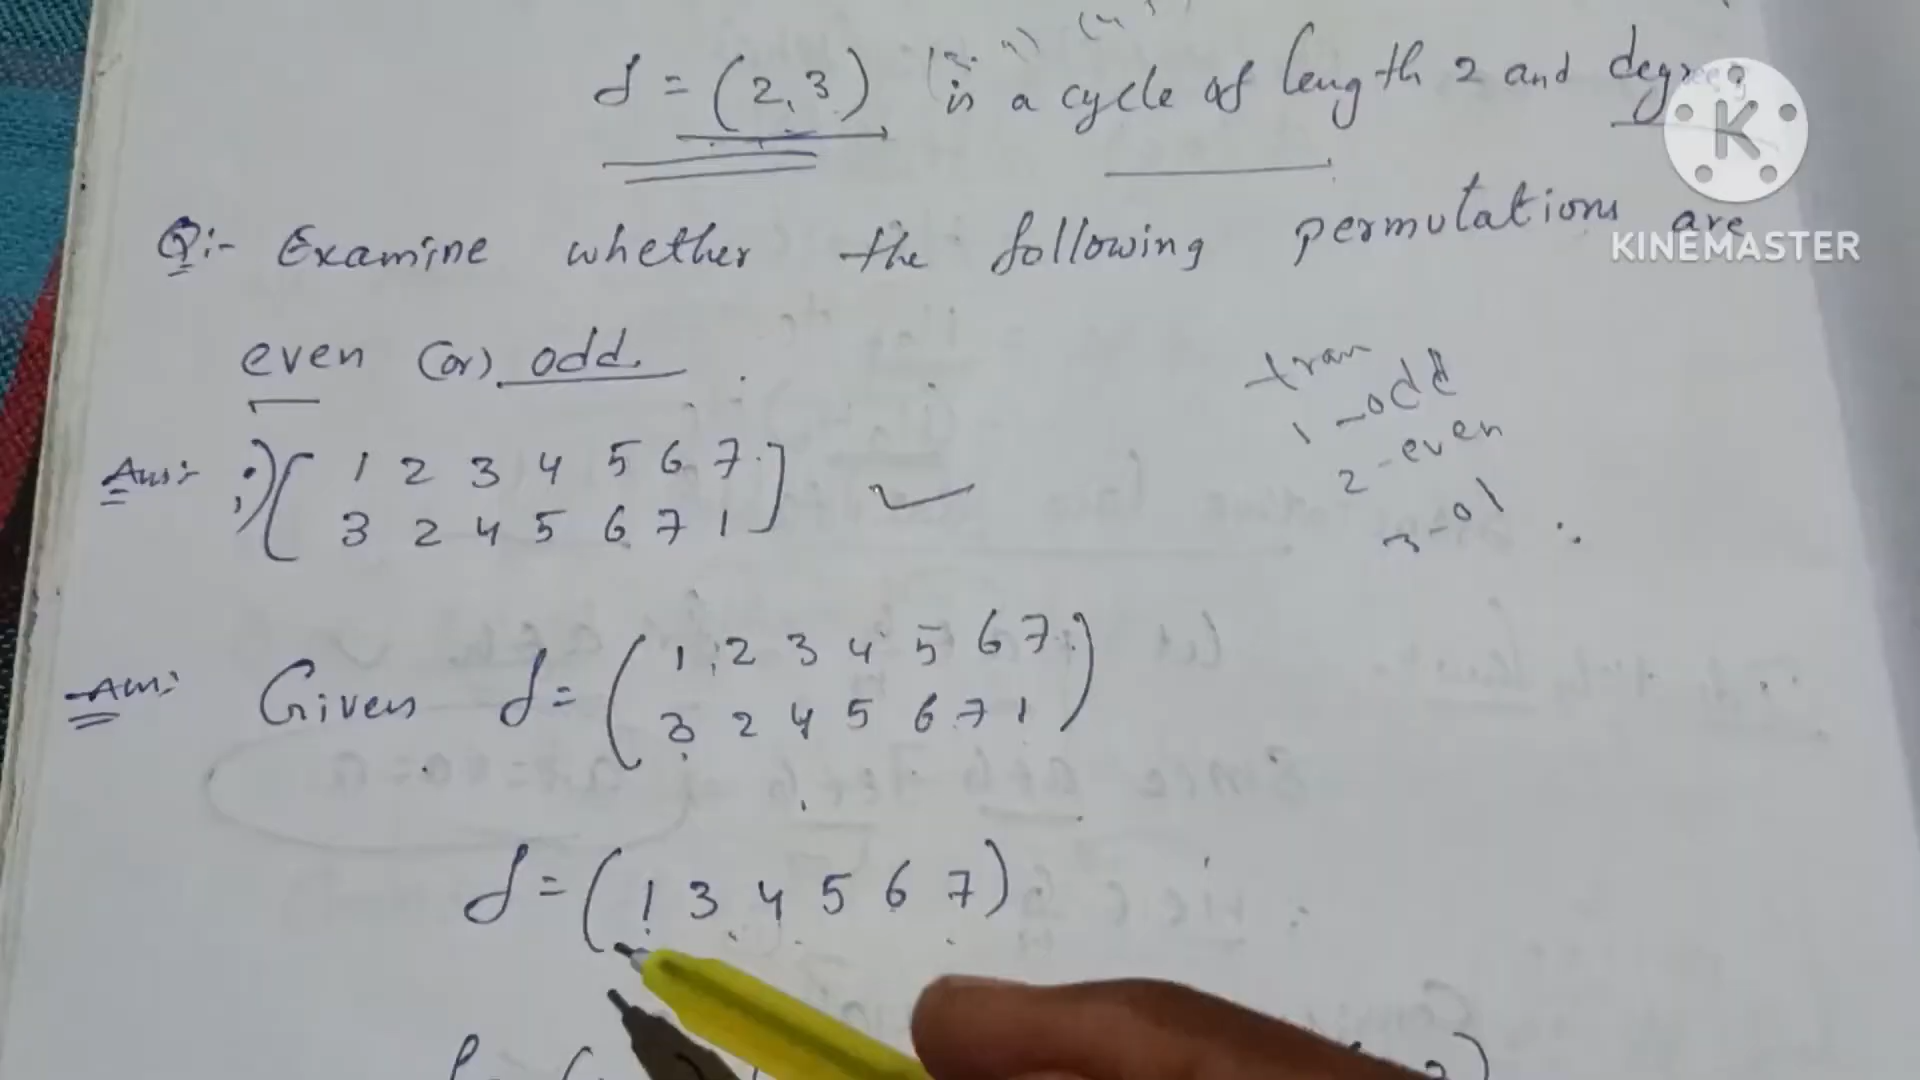 f = (2, 3) is a cycle of length 2 and degree
Q:- Examine whether the following permutations are
KINEMASTER
even (or) odd.
tran
1 - odd
2 - even
Ans:- i) [ 1 2 3 4 5 6 7 ]
3 2 4 5 6 7 1
Ans: Given f = ( 1 2 3 4 5 6 7 )
3 2 4 5 6 7 1
f = (1 3 4 5 6 7)